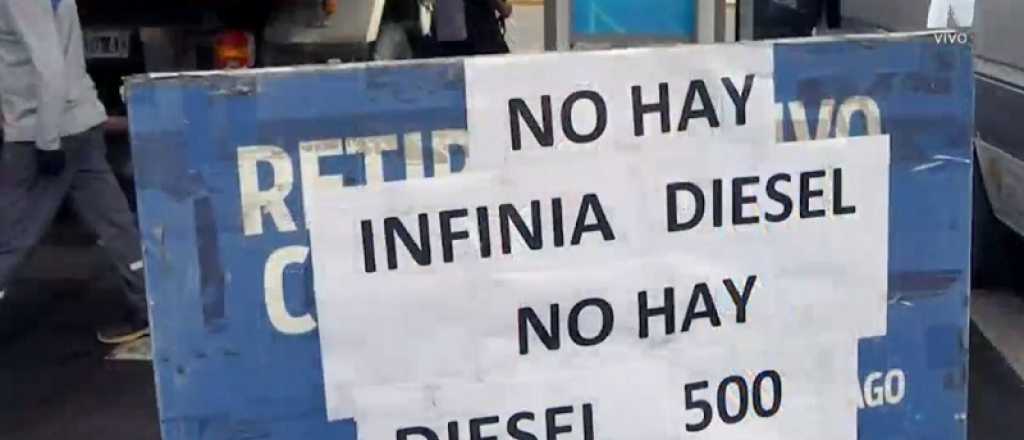 VIVO
NO HAY
INFINIA DIESEL
NO HAY
DIESEL 500